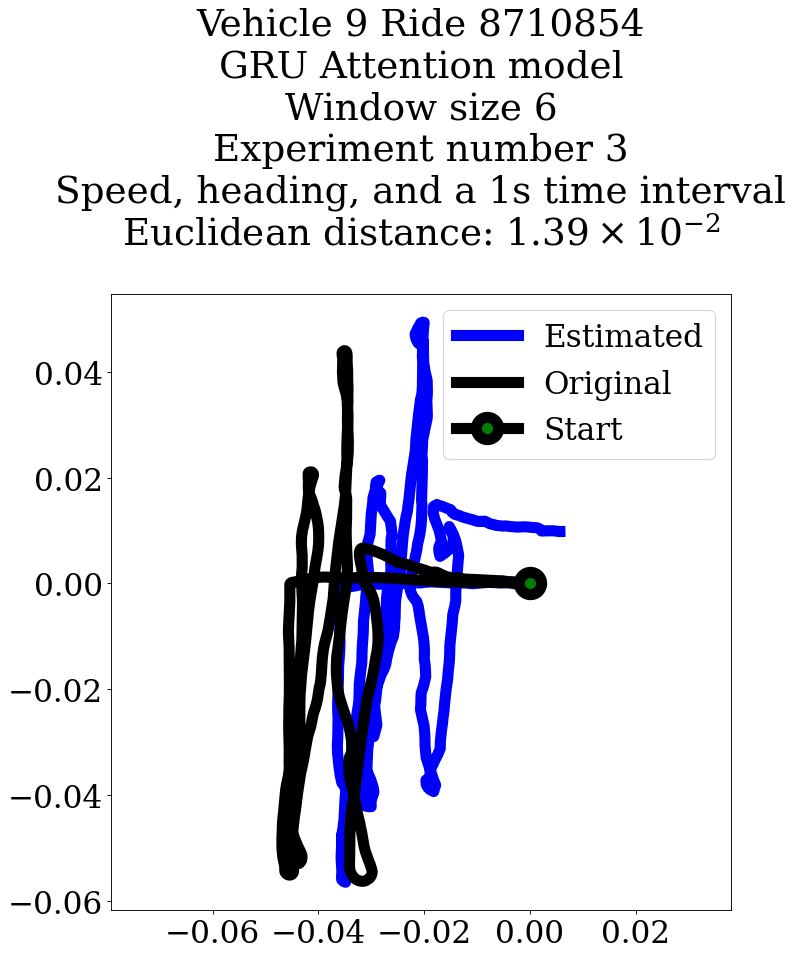 Vehicle 9 Ride 8710854
GRU Attention model
Window size 6
Experiment number 3
Speed, heading, and a 1s time interval
Euclidean distance: 1.39 × 10⁻²
Estimated
Original
Start
0.04
0.02
0.00
−0.02
−0.04
−0.06
−0.06 −0.04 −0.02 0.00 0.02